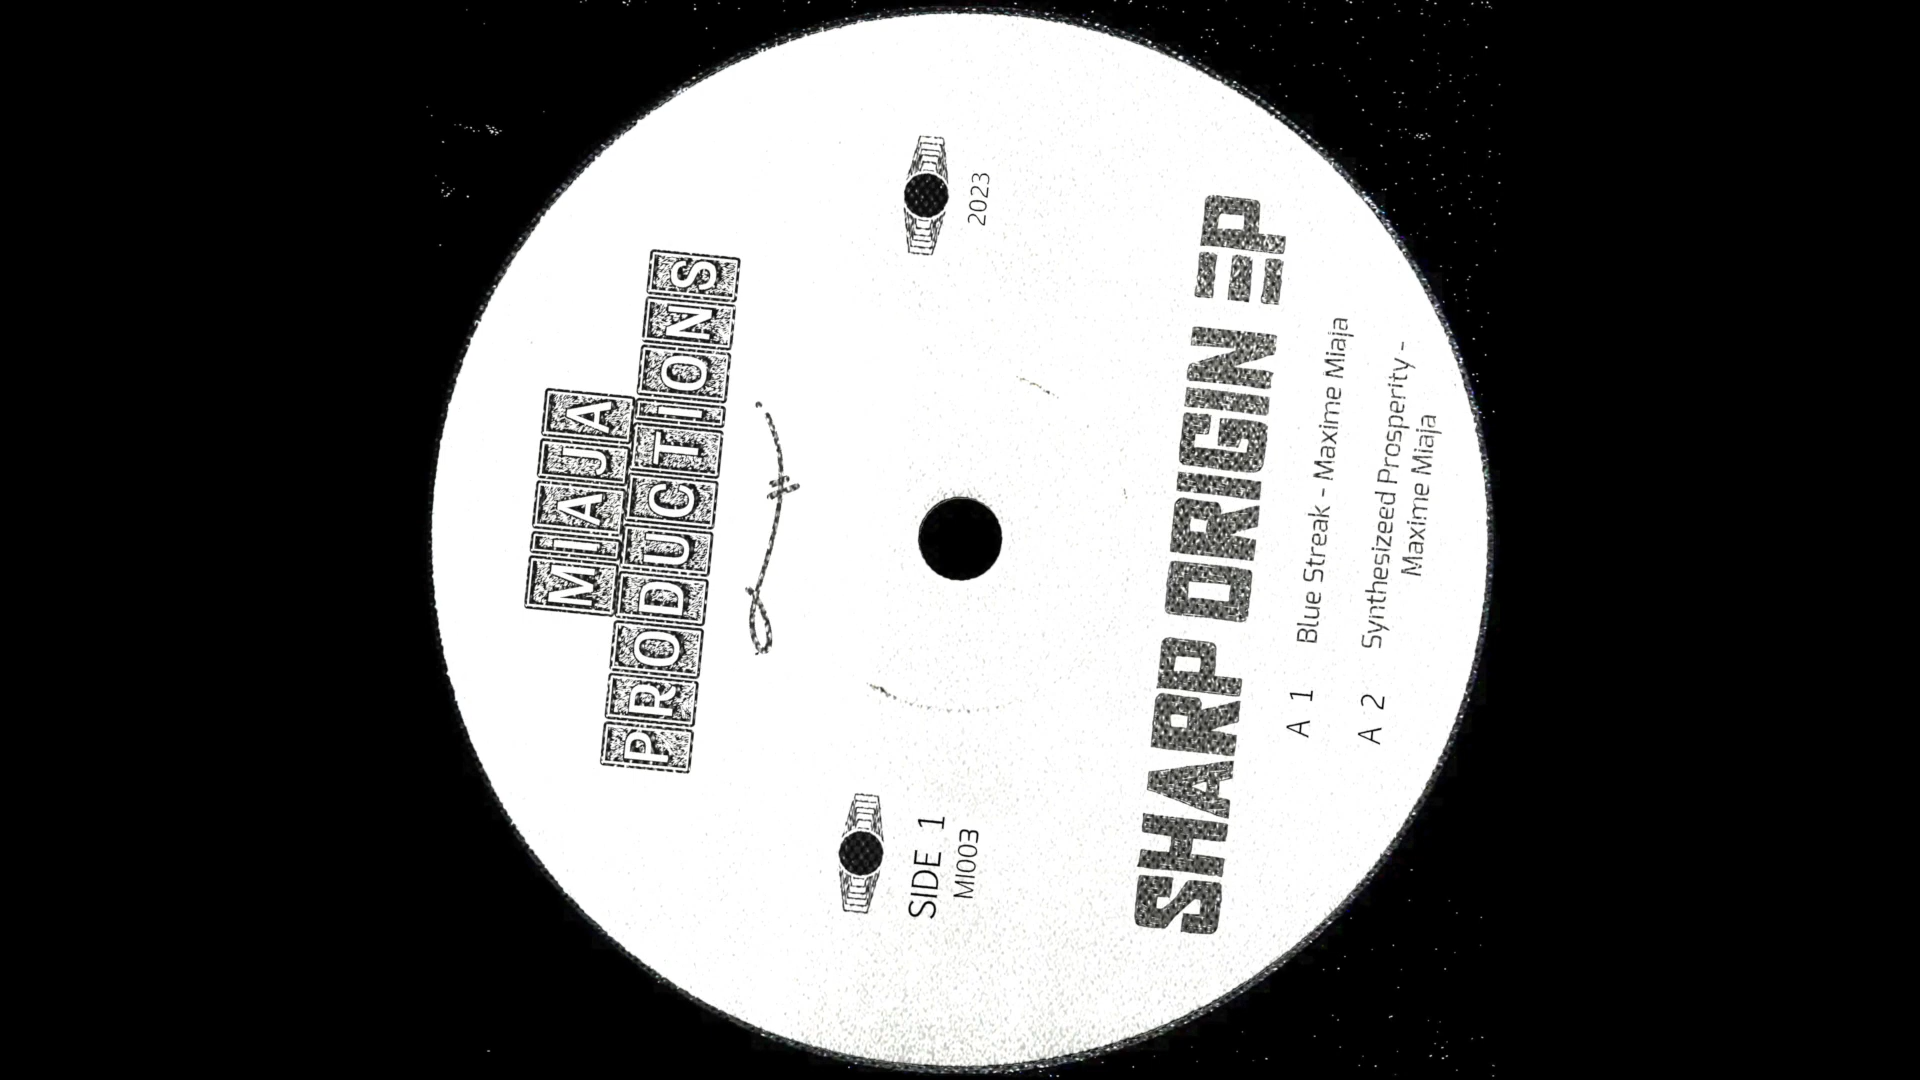 MIAJA
PRODUCTIONS
SIDE 1
MI003
2023
SHARP ORIGIN EP
A 1 Blue Streak - Maxime Miaja
A 2 Synthesizeed Prosperity -
Maxime Miaja